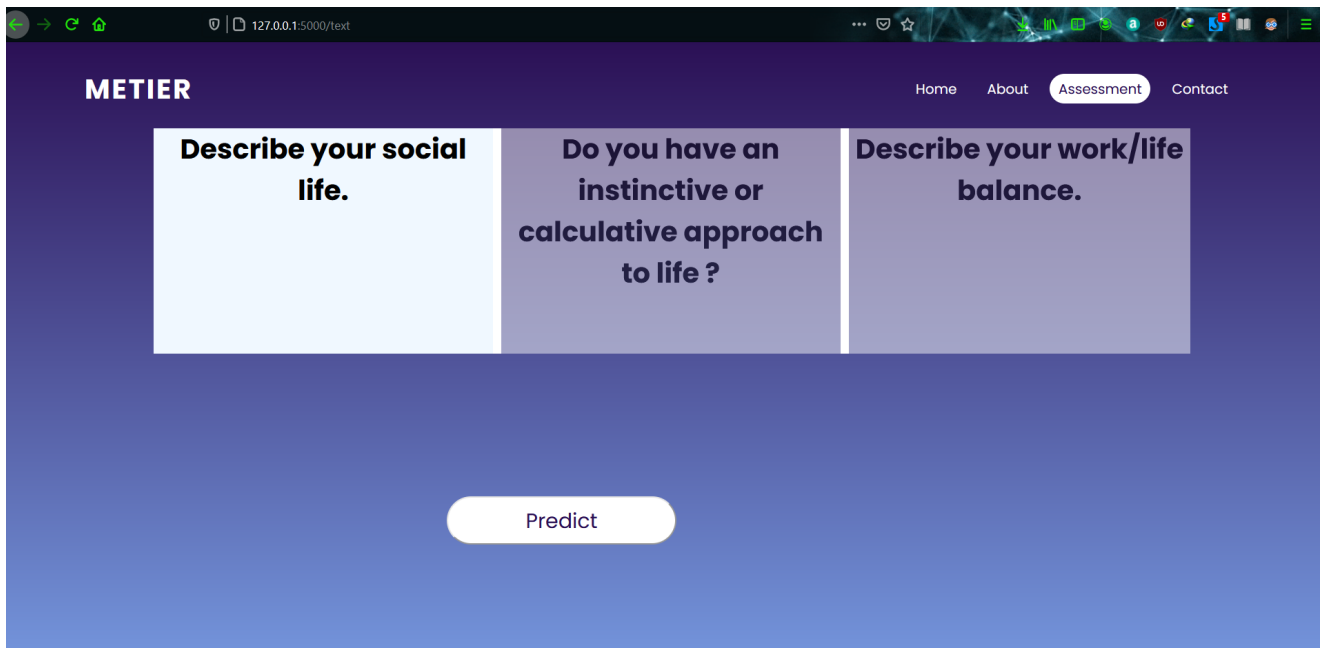 127.0.0.1:5000/text
5
METIER
Home About Assessment Contact
Describe your social
life.
Do you have an
instinctive or
calculative approach
to life ?
Describe your work/life
balance.
Predict